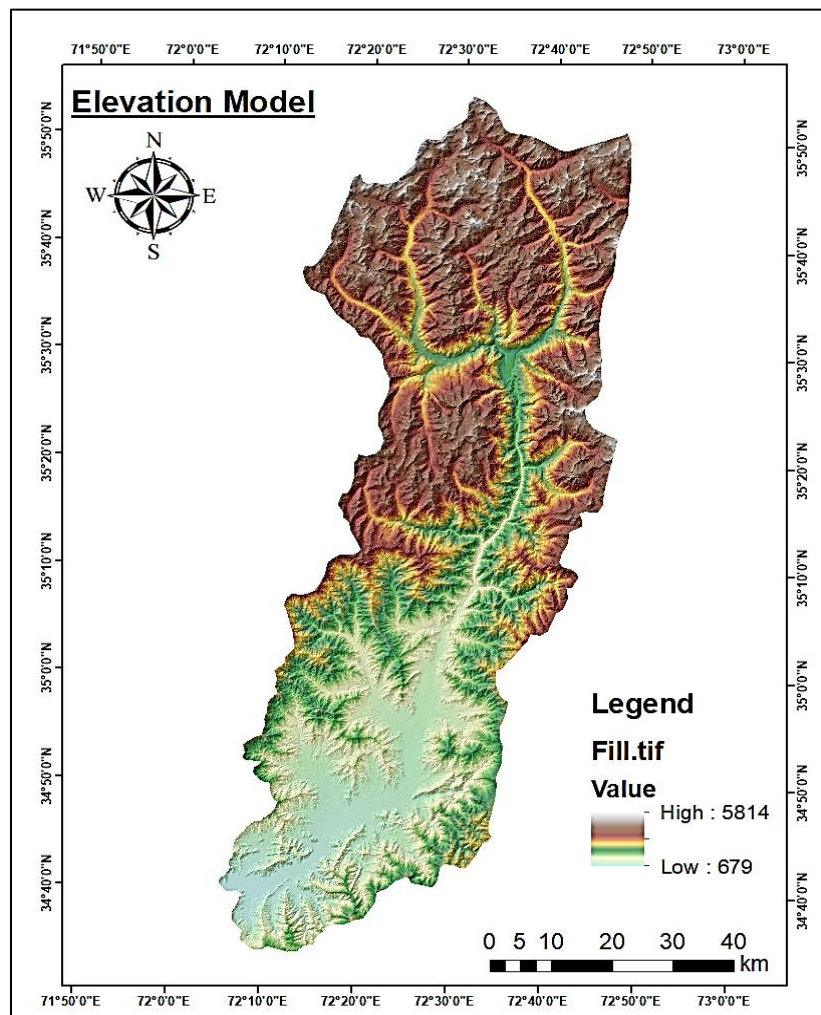 71°50'0"E 72°0'0"E 72°10'0"E 72°20'0"E 72°30'0"E 72°40'0"E 72°50'0"E 73°0'0"E
Elevation Model
N
W E
S
35°50'0"N
35°40'0"N
35°30'0"N
35°20'0"N
35°10'0"N
35°0'0"N
34°50'0"N
34°40'0"N
35°50'0"N
35°40'0"N
35°30'0"N
35°20'0"N
35°10'0"N
35°0'0"N
34°50'0"N
34°40'0"N
Legend
Fill.tif
Value
High : 5814
Low : 679
0 5 10 20 30 40
km
71°50'0"E 72°0'0"E 72°10'0"E 72°20'0"E 72°30'0"E 72°40'0"E 72°50'0"E 73°0'0"E